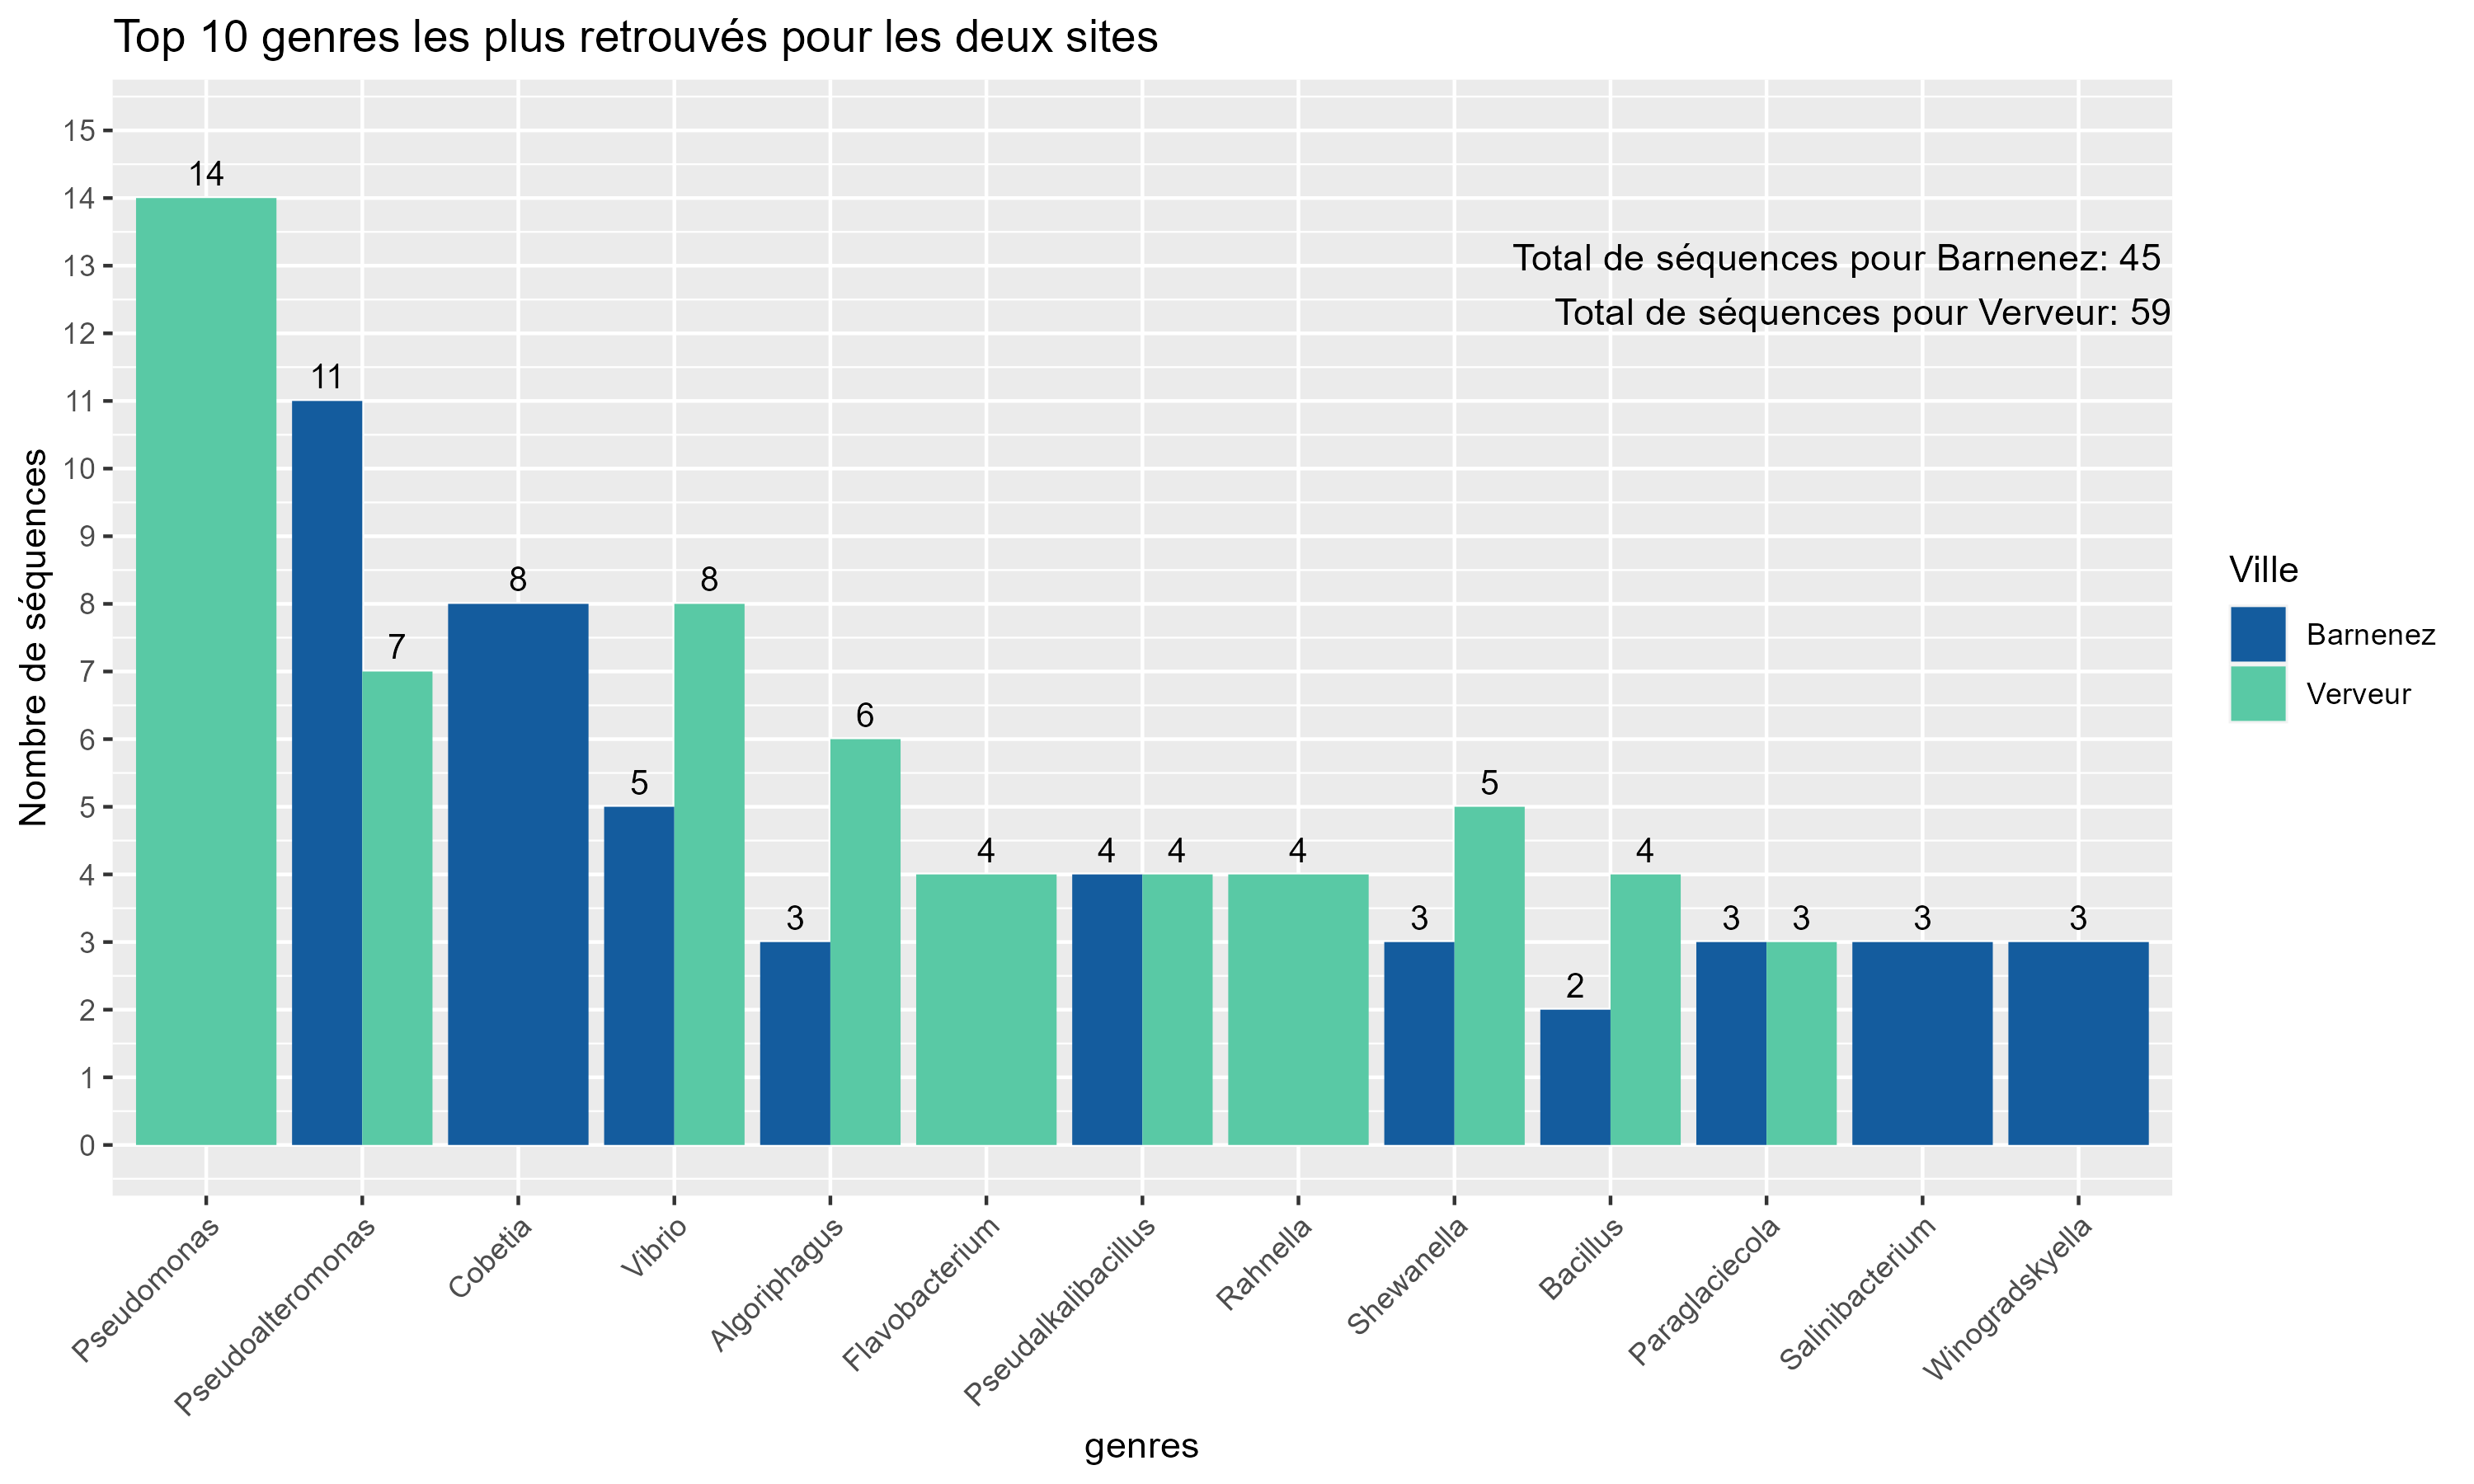 Top 10 genres les plus retrouvés pour les deux sites
15
14
13
12
11
10
9
8
7
6
5
4
3
2
1
0
Nombre de séquences
14
11
7
8
5
8
3
6
4
4
4
4
3
5
2
4
3
3
3
3
Total de séquences pour Barnenez: 45
Total de séquences pour Verveur: 59
Ville
Barnenez
Verveur
Pseudomonas
Pseudoalteromonas
Cobetia
Vibrio
Algoriphagus
Flavobacterium
Pseudalkalibacillus
Rahnella
Shewanella
Bacillus
Paraglaciecola
Salinibacterium
Winogradskyella
genres